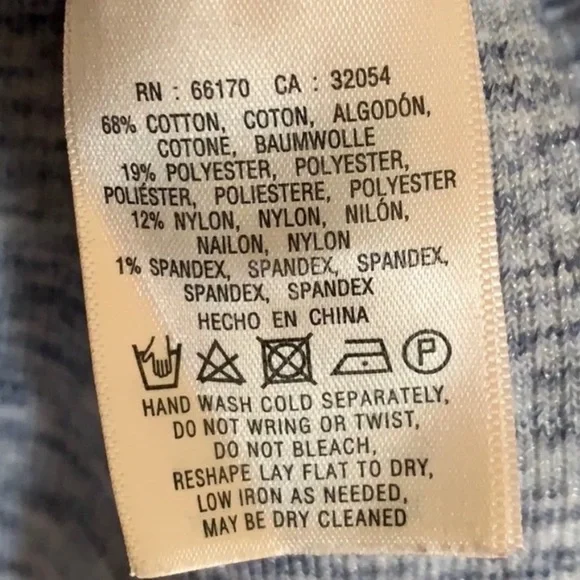 RN : 66170 CA : 32054
68% COTTON, COTON, ALGODÓN,
COTONE, BAUMWOLLE
19% POLYESTER, POLYESTER,
POLIÉSTER, POLIESTERE, POLYESTER
12% NYLON, NYLON, NILÓN,
NAILON, NYLON
1% SPANDEX, SPANDEX, SPANDEX,
SPANDEX, SPANDEX
HECHO EN CHINA
P
HAND WASH COLD SEPARATELY,
DO NOT WRING OR TWIST,
DO NOT BLEACH,
RESHAPE LAY FLAT TO DRY,
LOW IRON AS NEEDED,
MAY BE DRY CLEANED